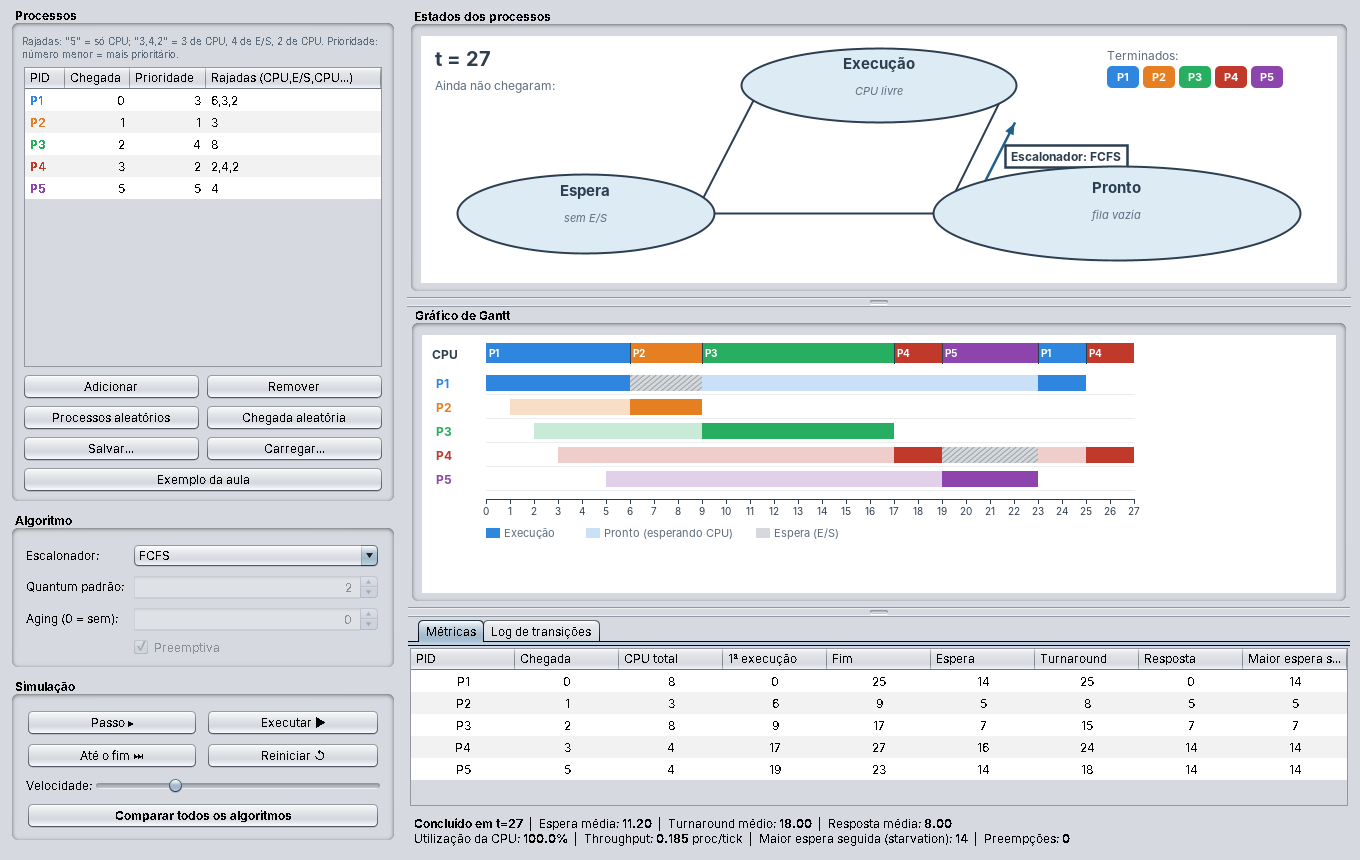 Processos
Rajadas: "5" = só CPU; "3,4,2" = 3 de CPU, 4 de E/S, 2 de CPU. Prioridade:
número menor = mais prioritário.
PID Chegada Prioridade Rajadas (CPU,E/S,CPU...)
P1 0 3 6,3,2
P2 1 1 3
P3 2 4 8
P4 3 2 2,4,2
P5 5 5 4
Adicionar Remover
Processos aleatórios Chegada aleatória
Salvar... Carregar...
Exemplo da aula
Algoritmo
Escalonador: FCFS
Quantum padrão: 2
Aging (0 = sem): 0
Preemptiva
Simulação
Passo ▸ Executar ▶
Até o fim ⏭ Reiniciar ↺
Velocidade:
Comparar todos os algoritmos
Estados dos processos
t = 27
Ainda não chegaram:
Execução
CPU livre
Terminados:
P1 P2 P3 P4 P5
Escalonador: FCFS
Espera
sem E/S
Pronto
fila vazia
Gráfico de Gantt
CPU P1 P2 P3 P4 P5 P1 P4
P1
P2
P3
P4
P5
0 1 2 3 4 5 6 7 8 9 10 11 12 13 14 15 16 17 18 19 20 21 22 23 24 25 26 27
Execução Pronto (esperando CPU) Espera (E/S)
Métricas Log de transições
PID Chegada CPU total 1ª execução Fim Espera Turnaround Resposta Maior espera s...
P1 0 8 0 25 14 25 0 14
P2 1 3 6 9 5 8 5 5
P3 2 8 9 17 7 15 7 7
P4 3 4 17 27 16 24 14 14
P5 5 4 19 23 14 18 14 14
Concluído em t=27 | Espera média: 11.20 | Turnaround médio: 18.00 | Resposta média: 8.00
Utilização da CPU: 100.0% | Throughput: 0.185 proc/tick | Maior espera seguida (starvation): 14 | Preempções: 0